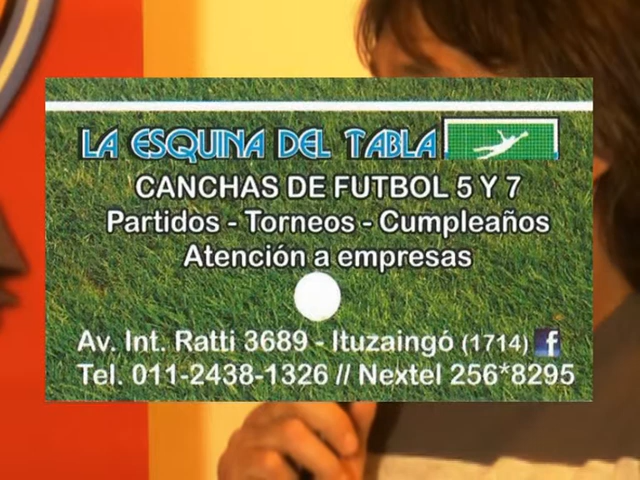 LA ESQUINA DEL TABLA
CANCHAS DE FUTBOL 5 Y 7
Partidos - Torneos - Cumpleaños
Atención a empresas
Av. Int. Ratti 3689 - Ituzaingó (1714) f
Tel. 011-2438-1326 // Nextel 256*8295